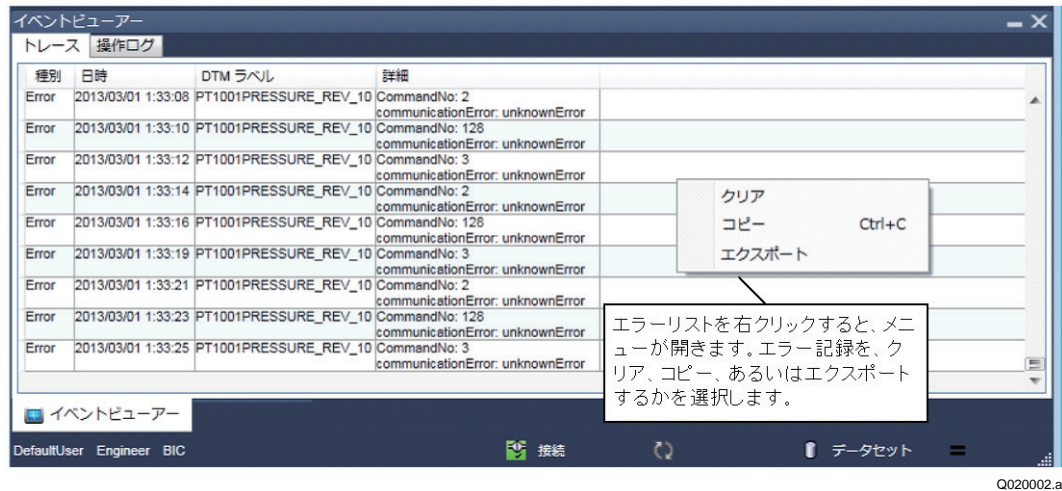 イベントビューアー
トレース 操作ログ
種別 日時 DTM ラベル 詳細
Error 2013/03/01 1:33:08 PT1001PRESSURE_REV_10 CommandNo: 2
communicationError: unknownError
Error 2013/03/01 1:33:10 PT1001PRESSURE_REV_10 CommandNo: 128
communicationError: unknownError
Error 2013/03/01 1:33:12 PT1001PRESSURE_REV_10 CommandNo: 3
communicationError: unknownError
Error 2013/03/01 1:33:14 PT1001PRESSURE_REV_10 CommandNo: 2
communicationError: unknownError
Error 2013/03/01 1:33:16 PT1001PRESSURE_REV_10 CommandNo: 128
communicationError: unknownError
Error 2013/03/01 1:33:19 PT1001PRESSURE_REV_10 CommandNo: 3
communicationError: unknownError
Error 2013/03/01 1:33:21 PT1001PRESSURE_REV_10 CommandNo: 2
communicationError: unknownError
Error 2013/03/01 1:33:23 PT1001PRESSURE_REV_10 CommandNo: 128
communicationError: unknownError
Error 2013/03/01 1:33:25 PT1001PRESSURE_REV_10 CommandNo: 3
communicationError: unknownError
クリア
コピー Ctrl+C
エクスポート
エラーリストを右クリックすると、メニ
ューが開きます。エラー記録を、ク
リア、コピー、あるいはエクスポート
するかを選択します。
イベントビューアー
DefaultUser Engineer BIC 接続 データセット
Q020002.a